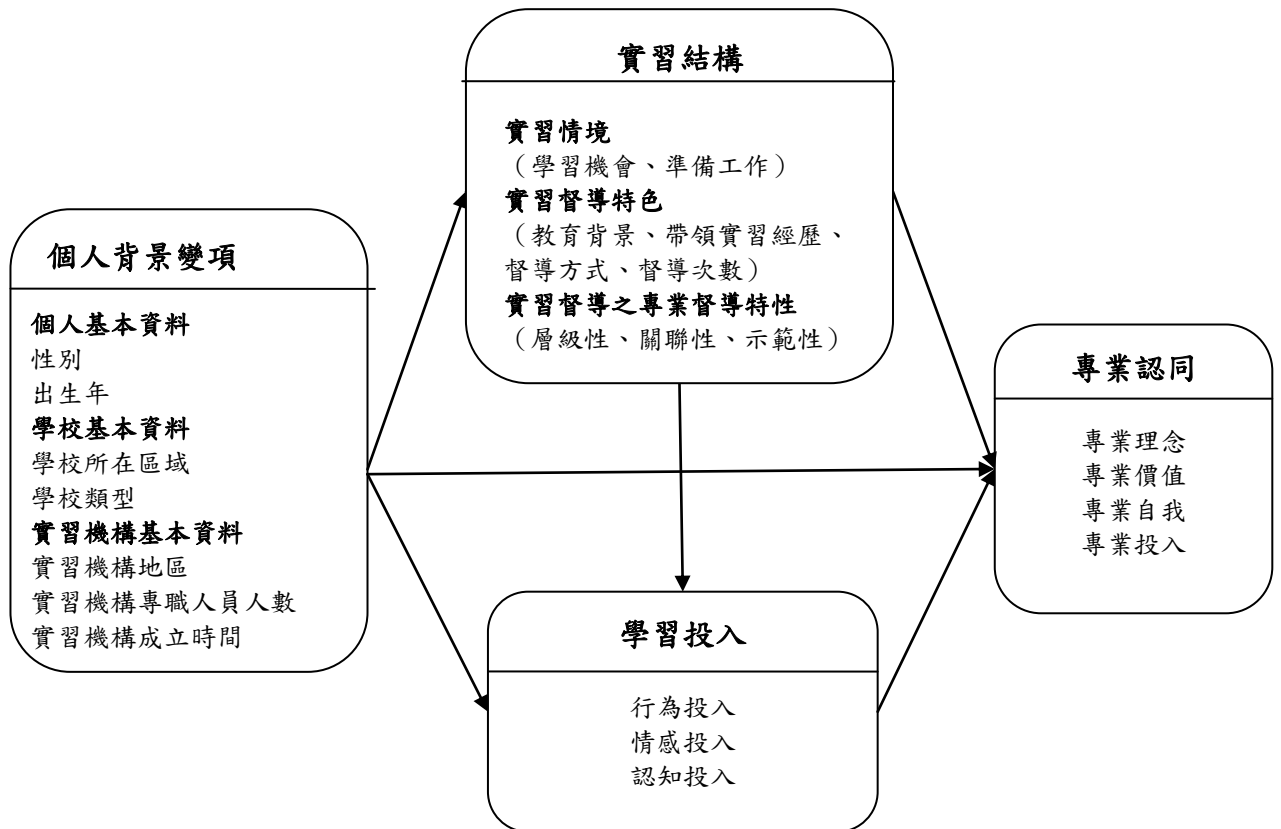 實習結構
實習情境
（學習機會、準備工作）
實習督導特色
（教育背景、帶領實習經歷、
督導方式、督導次數）
實習督導之專業督導特性
（層級性、關聯性、示範性）
個人背景變項
個人基本資料
性別
出生年
學校基本資料
學校所在區域
學校類型
實習機構基本資料
實習機構地區
實習機構專職人員人數
實習機構成立時間
專業認同
專業理念
專業價值
專業自我
專業投入
學習投入
行為投入
情感投入
認知投入